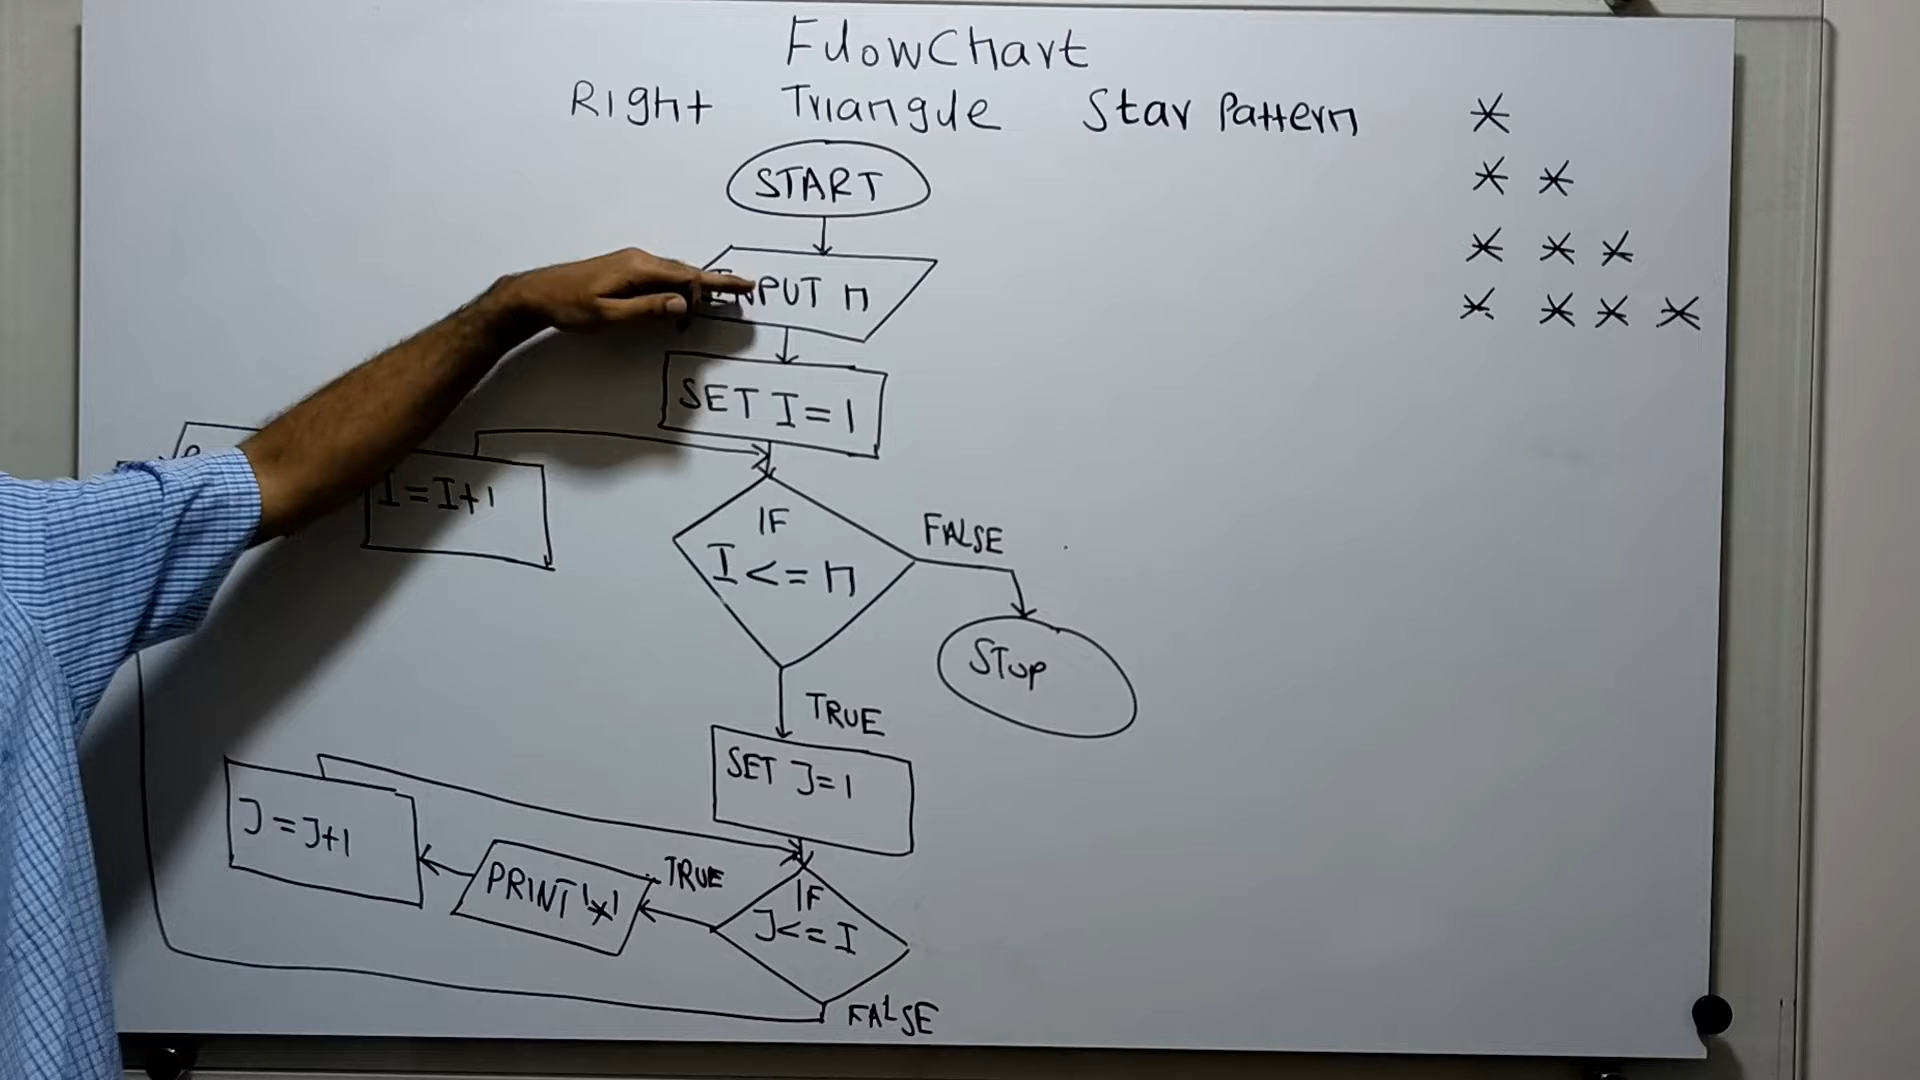 FlowChart
Right Triangle Star Pattern
*
* *
* * *
* * * *
START
INPUT n
SET I=1
I=I+1
IF
I<=n
FALSE
STOP
TRUE
SET J=1
J=J+1
PRINT '*'
TRUE
IF
J<=I
FALSE